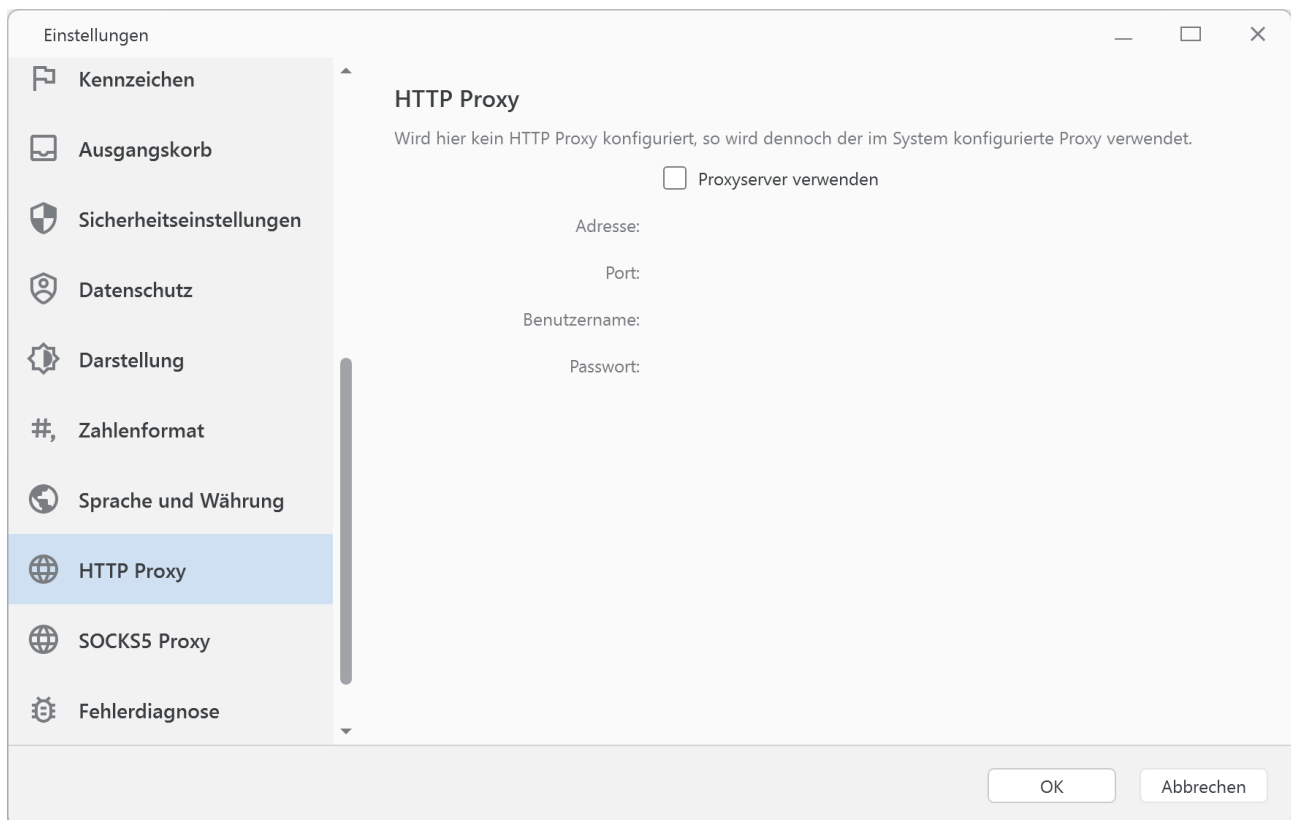 Einstellungen
Kennzeichen
Ausgangskorb
Sicherheitseinstellungen
Datenschutz
Darstellung
Zahlenformat
Sprache und Währung
HTTP Proxy
SOCKS5 Proxy
Fehlerdiagnose
HTTP Proxy
Wird hier kein HTTP Proxy konfiguriert, so wird dennoch der im System konfigurierte Proxy verwendet.
Proxyserver verwenden
Adresse:
Port:
Benutzername:
Passwort:
OK
Abbrechen